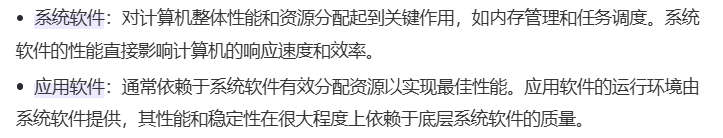 • 系统软件：对计算机整体性能和资源分配起到关键作用，如内存管理和任务调度。系统
软件的性能直接影响计算机的响应速度和效率。
• 应用软件：通常依赖于系统软件有效分配资源以实现最佳性能。应用软件的运行环境由
系统软件提供，其性能和稳定性在很大程度上依赖于底层系统软件的质量。